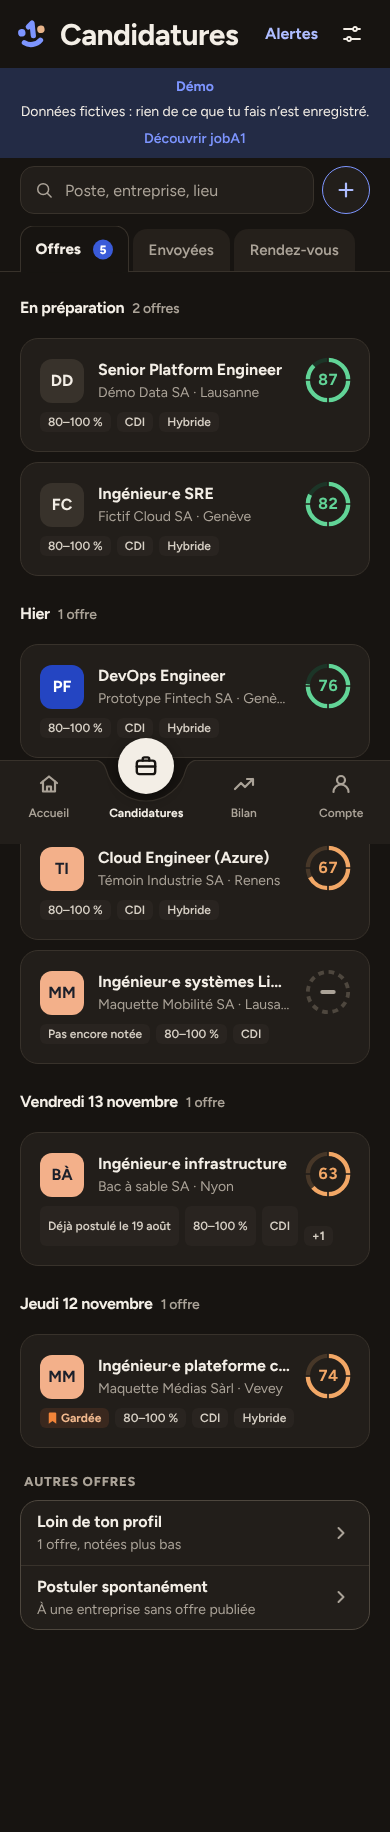 Candidatures
Alertes
Démo
Données fictives : rien de ce que tu fais n'est enregistré.
Découvrir jobA1
Poste, entreprise, lieu
Offres 5
Envoyées
Rendez-vous
En préparation 2 offres
DD
Senior Platform Engineer
Démo Data SA · Lausanne
87
80–100 %
CDI
Hybride
FC
Ingénieur·e SRE
Fictif Cloud SA · Genève
82
80–100 %
CDI
Hybride
Hier 1 offre
PF
DevOps Engineer
Prototype Fintech SA · Genè...
76
80–100 %
CDI
Hybride
Accueil
Candidatures
Bilan
Compte
TI
Cloud Engineer (Azure)
Témoin Industrie SA · Renens
67
80–100 %
CDI
Hybride
MM
Ingénieur·e systèmes Li...
Maquette Mobilité SA · Lausa...
Pas encore notée
80–100 %
CDI
Vendredi 13 novembre 1 offre
BÀ
Ingénieur·e infrastructure
Bac à sable SA · Nyon
63
Déjà postulé le 19 août
80–100 %
CDI
+1
Jeudi 12 novembre 1 offre
MM
Ingénieur·e plateforme c...
Maquette Médias Sàrl · Vevey
74
Gardée
80–100 %
CDI
Hybride
AUTRES OFFRES
Loin de ton profil
1 offre, notées plus bas
Postuler spontanément
À une entreprise sans offre publiée